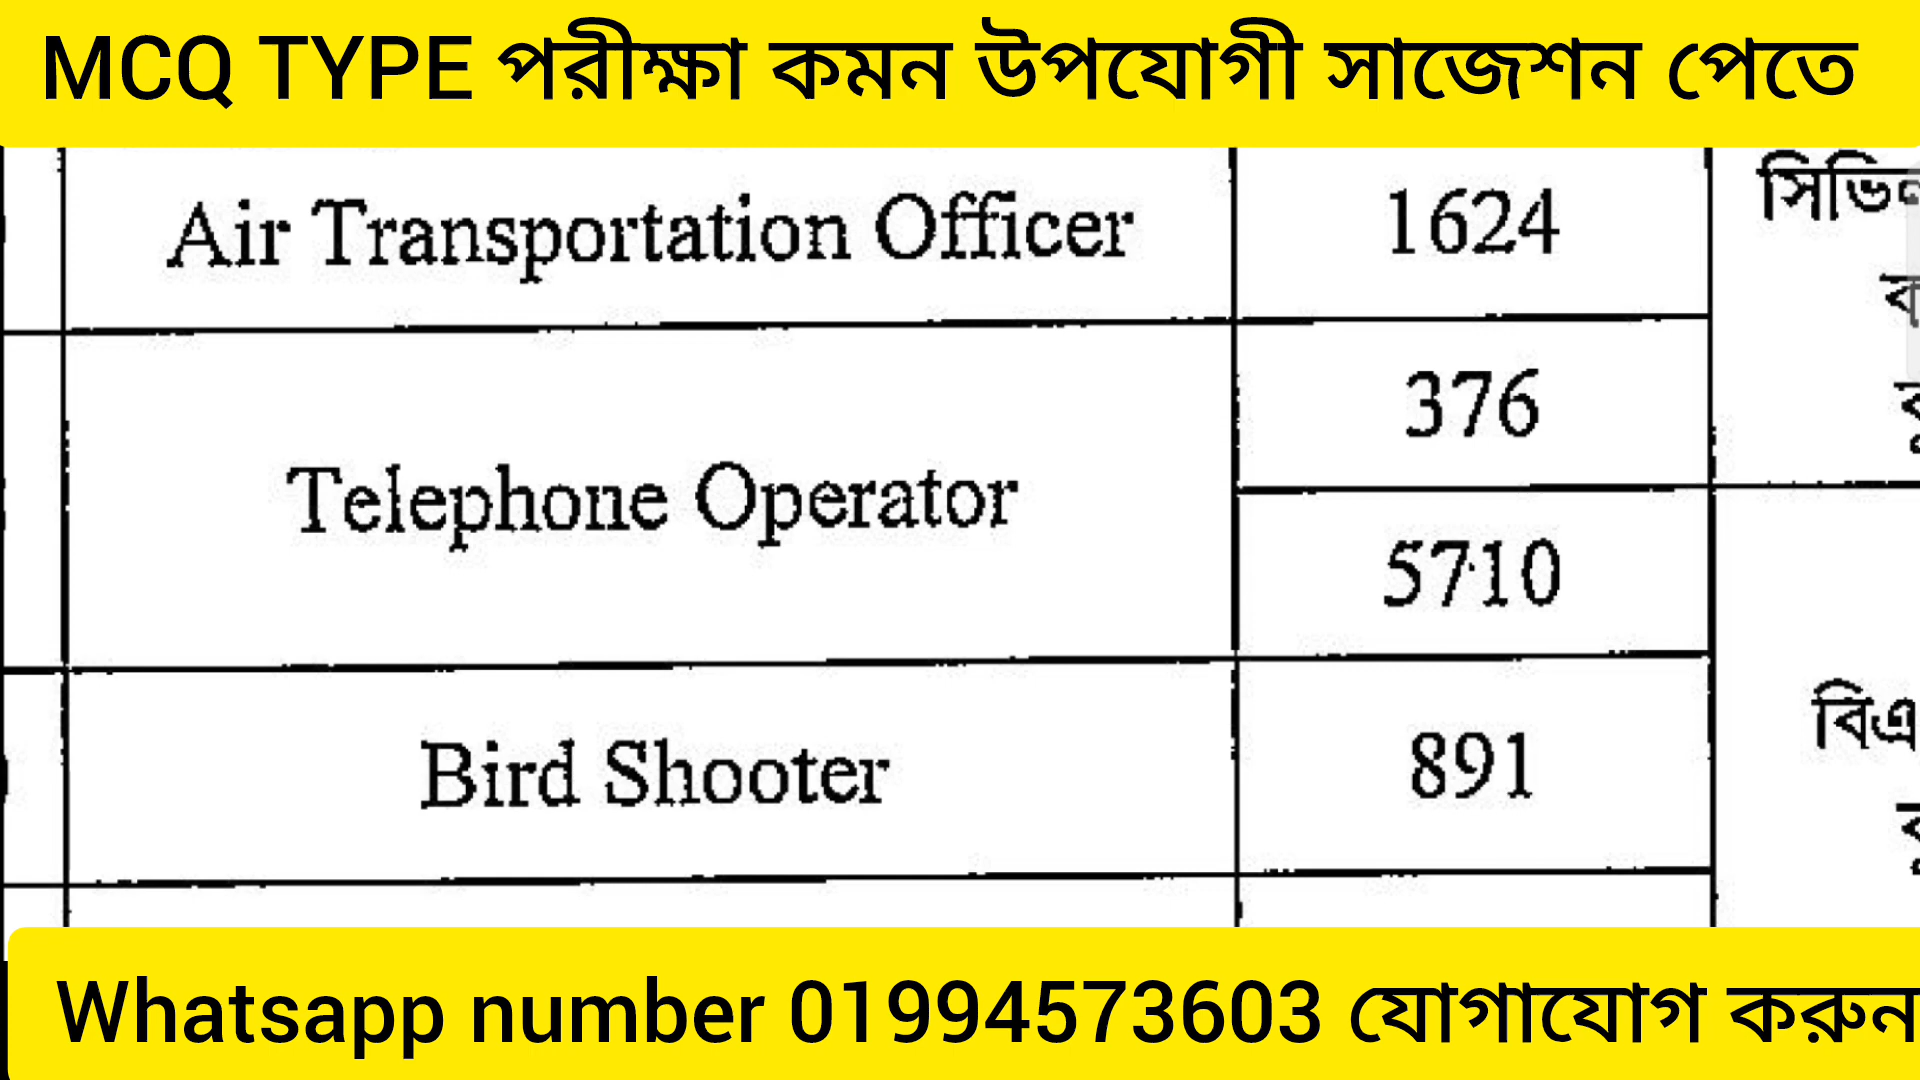 MCQ TYPE পরীক্ষা কমন উপযোগী সাজেশন পেতে
Air Transportation Officer 1624
376
Telephone Operator
5710
Bird Shooter 891
Whatsapp number 01994573603 যোগাযোগ করুন